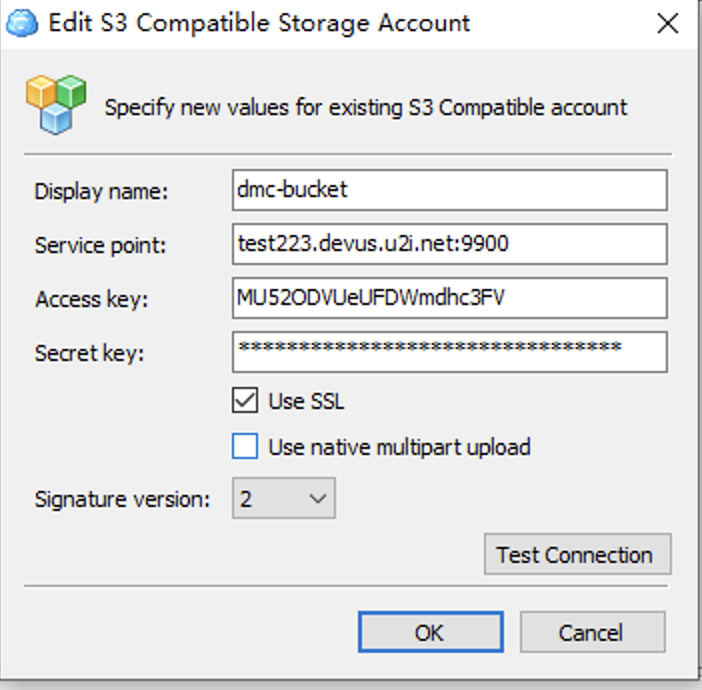 Edit S3 Compatible Storage Account
Specify new values for existing S3 Compatible account
Display name: dmc-bucket
Service point: test223.devus.u2i.net:9900
Access key: MU52ODVUeUFDWmdhc3FV
Secret key: ********************************
Use SSL
Use native multipart upload
Signature version: 2
Test Connection
OK Cancel